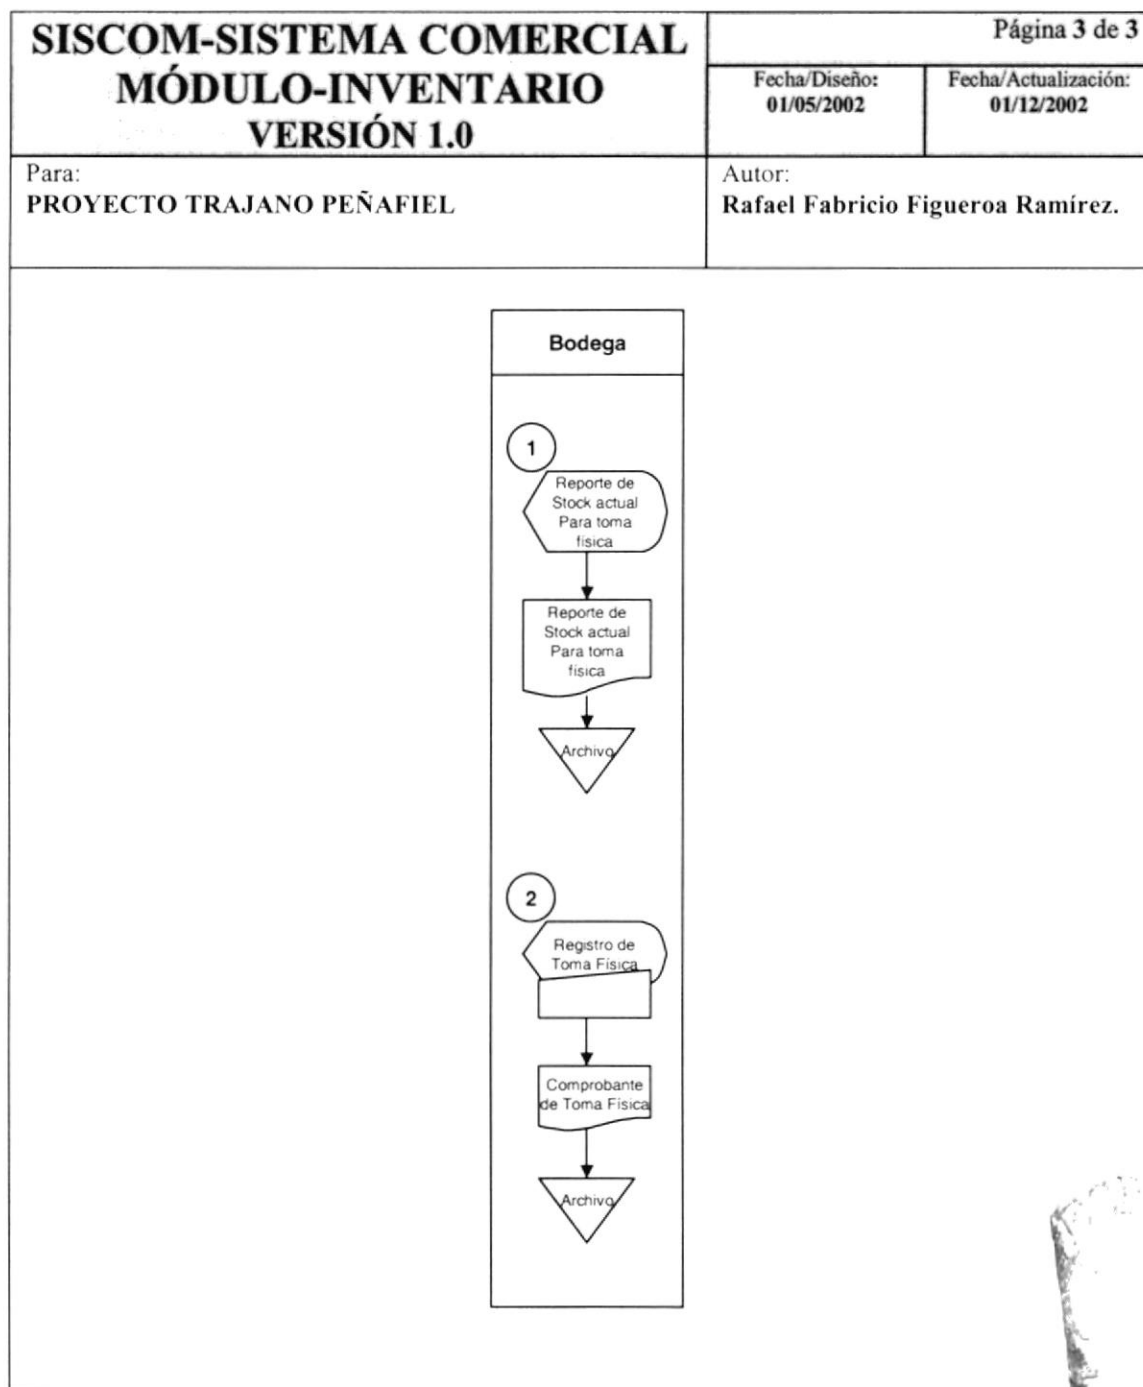 SISCOM-SISTEMA COMERCIAL
MÓDULO-INVENTARIO
VERSIÓN 1.0
Página 3 de 3
Fecha/Diseño:
01/05/2002
Fecha/Actualización:
01/12/2002
Para:
PROYECTO TRAJANO PEÑAFIEL
Autor:
Rafael Fabricio Figueroa Ramírez.
Bodega
1
Reporte de
Stock actual
Para toma
física
Reporte de
Stock actual
Para toma
física
Archivo
2
Registro de
Toma Física
Comprobante
de Toma Física
Archivo